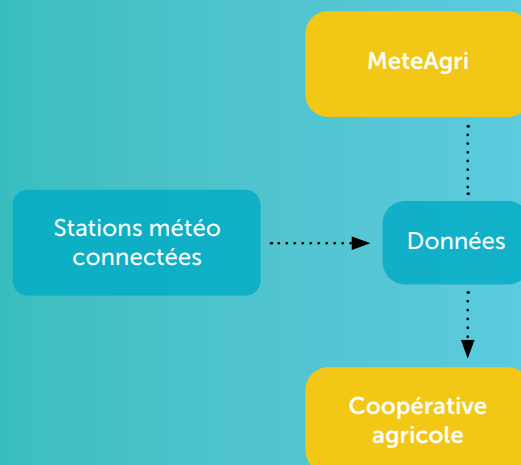 MeteAgri
Stations météo
connectées
Données
Coopérative
agricole